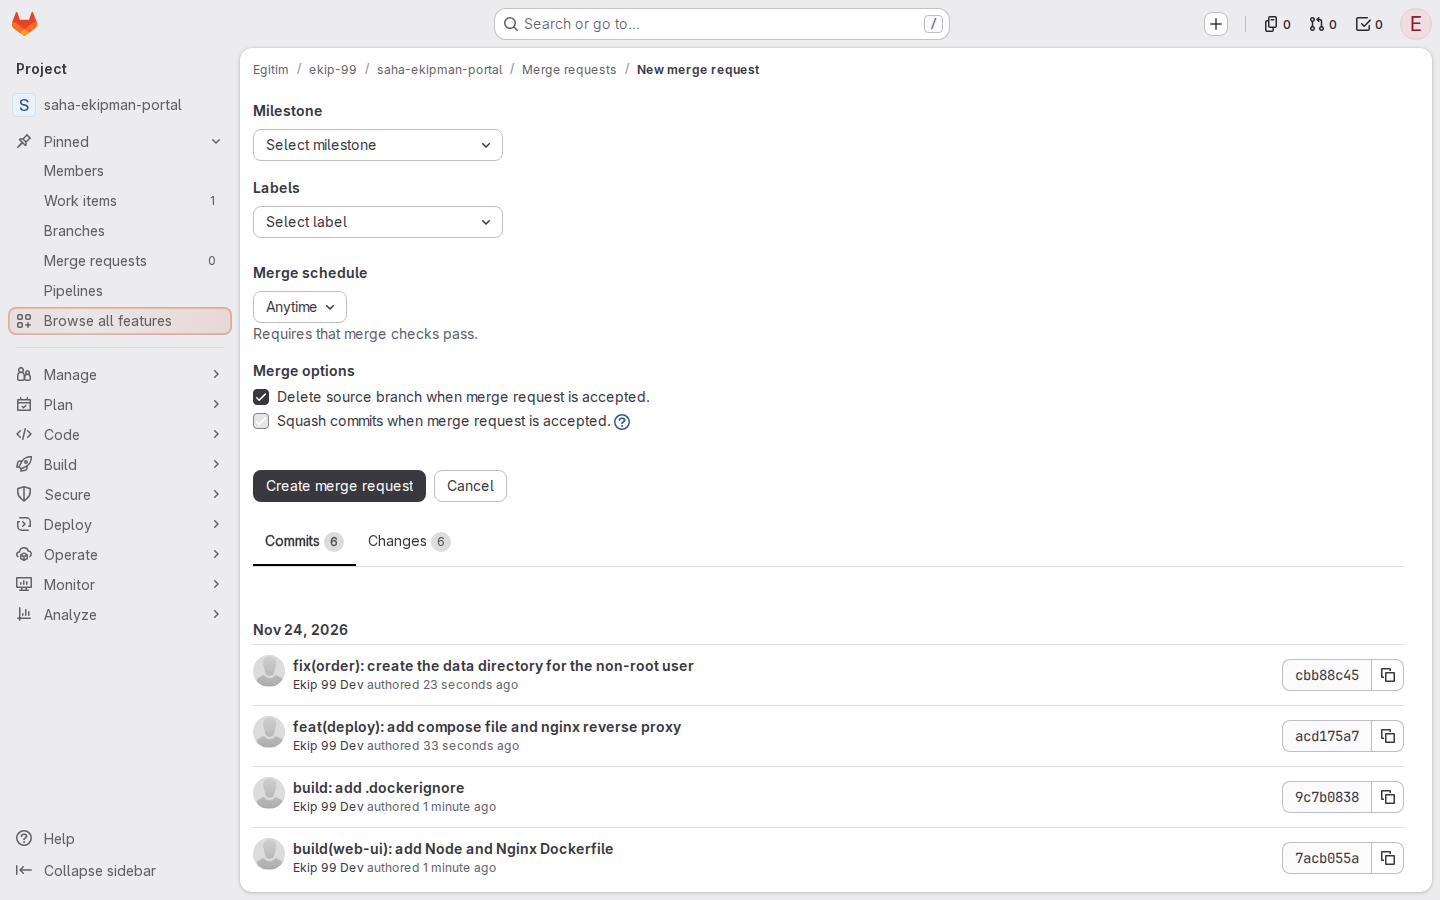 Search or go to...
/
0
0
0
E
Project
S
saha-ekipman-portal
Pinned
Members
Work items
1
Branches
Merge requests
0
Pipelines
Browse all features
Manage
Plan
Code
Build
Secure
Deploy
Operate
Monitor
Analyze
Help
Collapse sidebar
Egitim / ekip-99 / saha-ekipman-portal / Merge requests / New merge request
Milestone
Select milestone
Labels
Select label
Merge schedule
Anytime
Requires that merge checks pass.
Merge options
Delete source branch when merge request is accepted.
Squash commits when merge request is accepted.
Create merge request
Cancel
Commits 6
Changes 6
Nov 24, 2026
fix(order): create the data directory for the non-root user
Ekip 99 Dev authored 23 seconds ago
cbb88c45
feat(deploy): add compose file and nginx reverse proxy
Ekip 99 Dev authored 33 seconds ago
acd175a7
build: add .dockerignore
Ekip 99 Dev authored 1 minute ago
9c7b0838
build(web-ui): add Node and Nginx Dockerfile
Ekip 99 Dev authored 1 minute ago
7acb055a